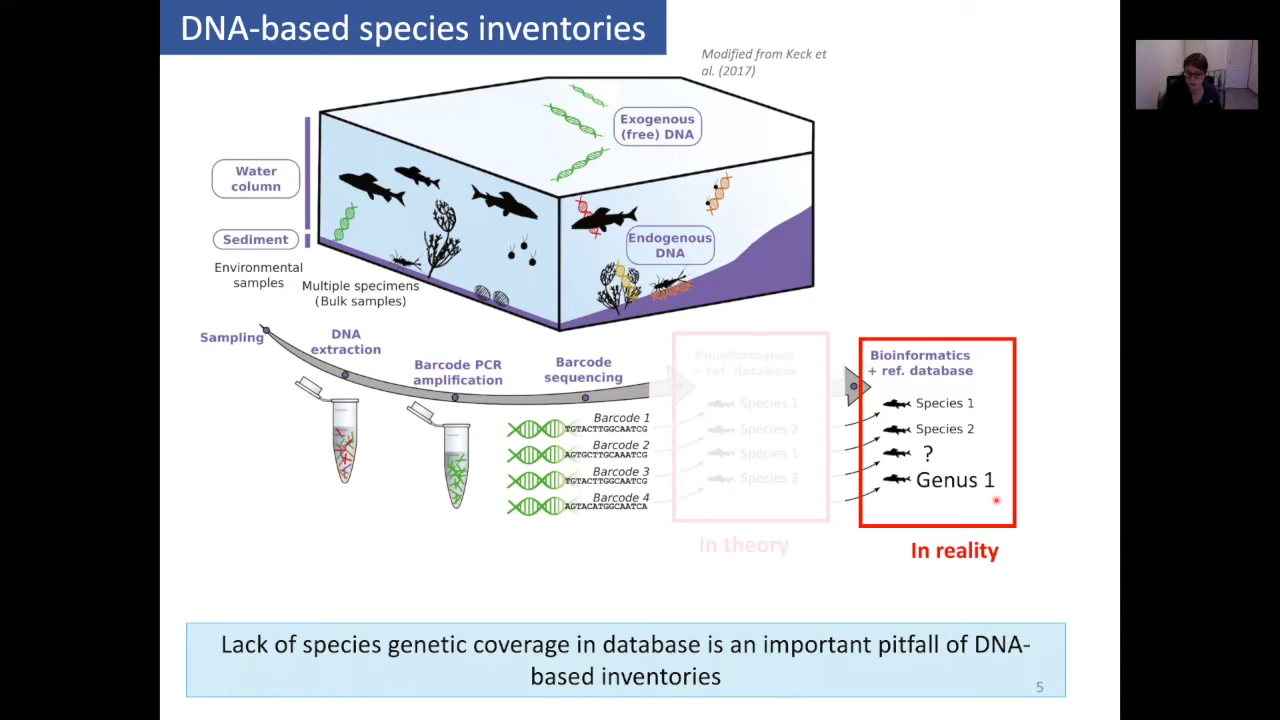 DNA-based species inventories
Modified from Keck et
al. (2017)
Exogenous
(free) DNA
Water
column
Endogenous
DNA
Sediment
Environmental
samples
Multiple specimens
(Bulk samples)
Sampling
DNA
extraction
Barcode PCR
amplification
Barcode
sequencing
Barcode 1
TGTACTTGGCAATCG
Barcode 2
AGTGCTTGCAAATCG
Barcode 3
TGTACTTGGCAATCG
Barcode 4
AGTACATGGCAATCA
Bioinformatics
+ ref. database
Species 1
Species 2
Species 1
Species 3
In theory
Bioinformatics
+ ref. database
Species 1
Species 2
?
Genus 1
In reality
Lack of species genetic coverage in database is an important pitfall of DNA-
based inventories
5